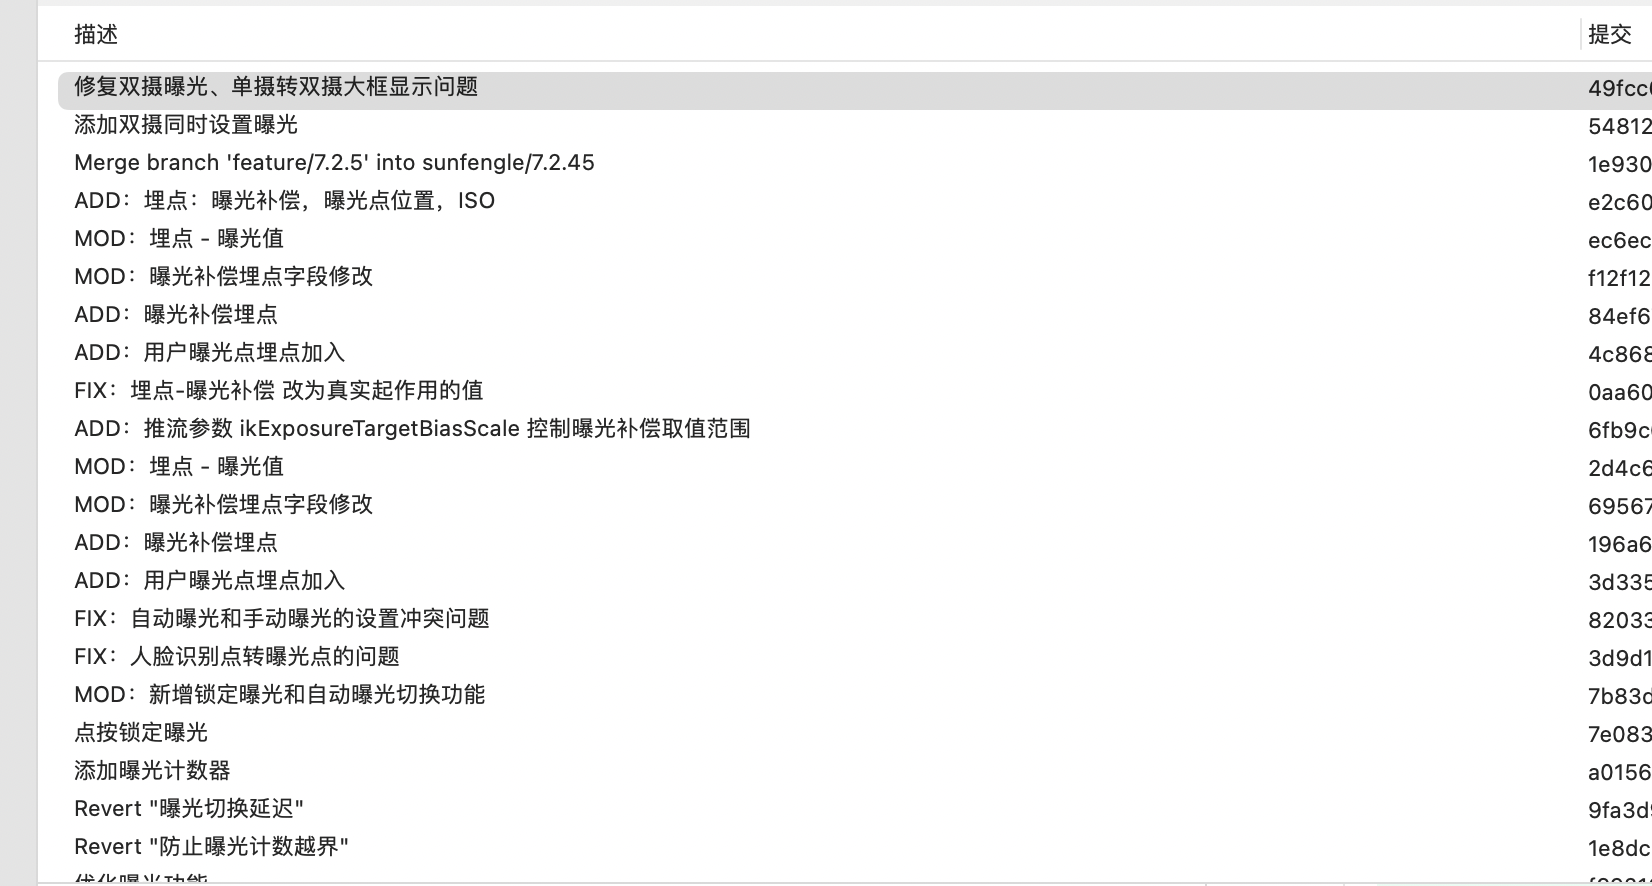 描述 提交
修复双摄曝光、单摄转双摄大框显示问题 49fcc
添加双摄同时设置曝光 54812
Merge branch 'feature/7.2.5' into sunfengle/7.2.45 1e930
ADD：埋点：曝光补偿，曝光点位置，ISO e2c60
MOD：埋点 - 曝光值 ec6ec
MOD：曝光补偿埋点字段修改 f12f12
ADD：曝光补偿埋点 84ef6
ADD：用户曝光点埋点加入 4c868
FIX：埋点-曝光补偿 改为真实起作用的值 0aa60
ADD：推流参数 ikExposureTargetBiasScale 控制曝光补偿取值范围 6fb9c
MOD：埋点 - 曝光值 2d4c6
MOD：曝光补偿埋点字段修改 69567
ADD：曝光补偿埋点 196a6
ADD：用户曝光点埋点加入 3d335
FIX：自动曝光和手动曝光的设置冲突问题 82033
FIX：人脸识别点转曝光点的问题 3d9d1
MOD：新增锁定曝光和自动曝光切换功能 7b83d
点按锁定曝光 7e083
添加曝光计数器 a0156
Revert "曝光切换延迟" 9fa3d
Revert "防止曝光计数越界" 1e8dc
优化曝光功能